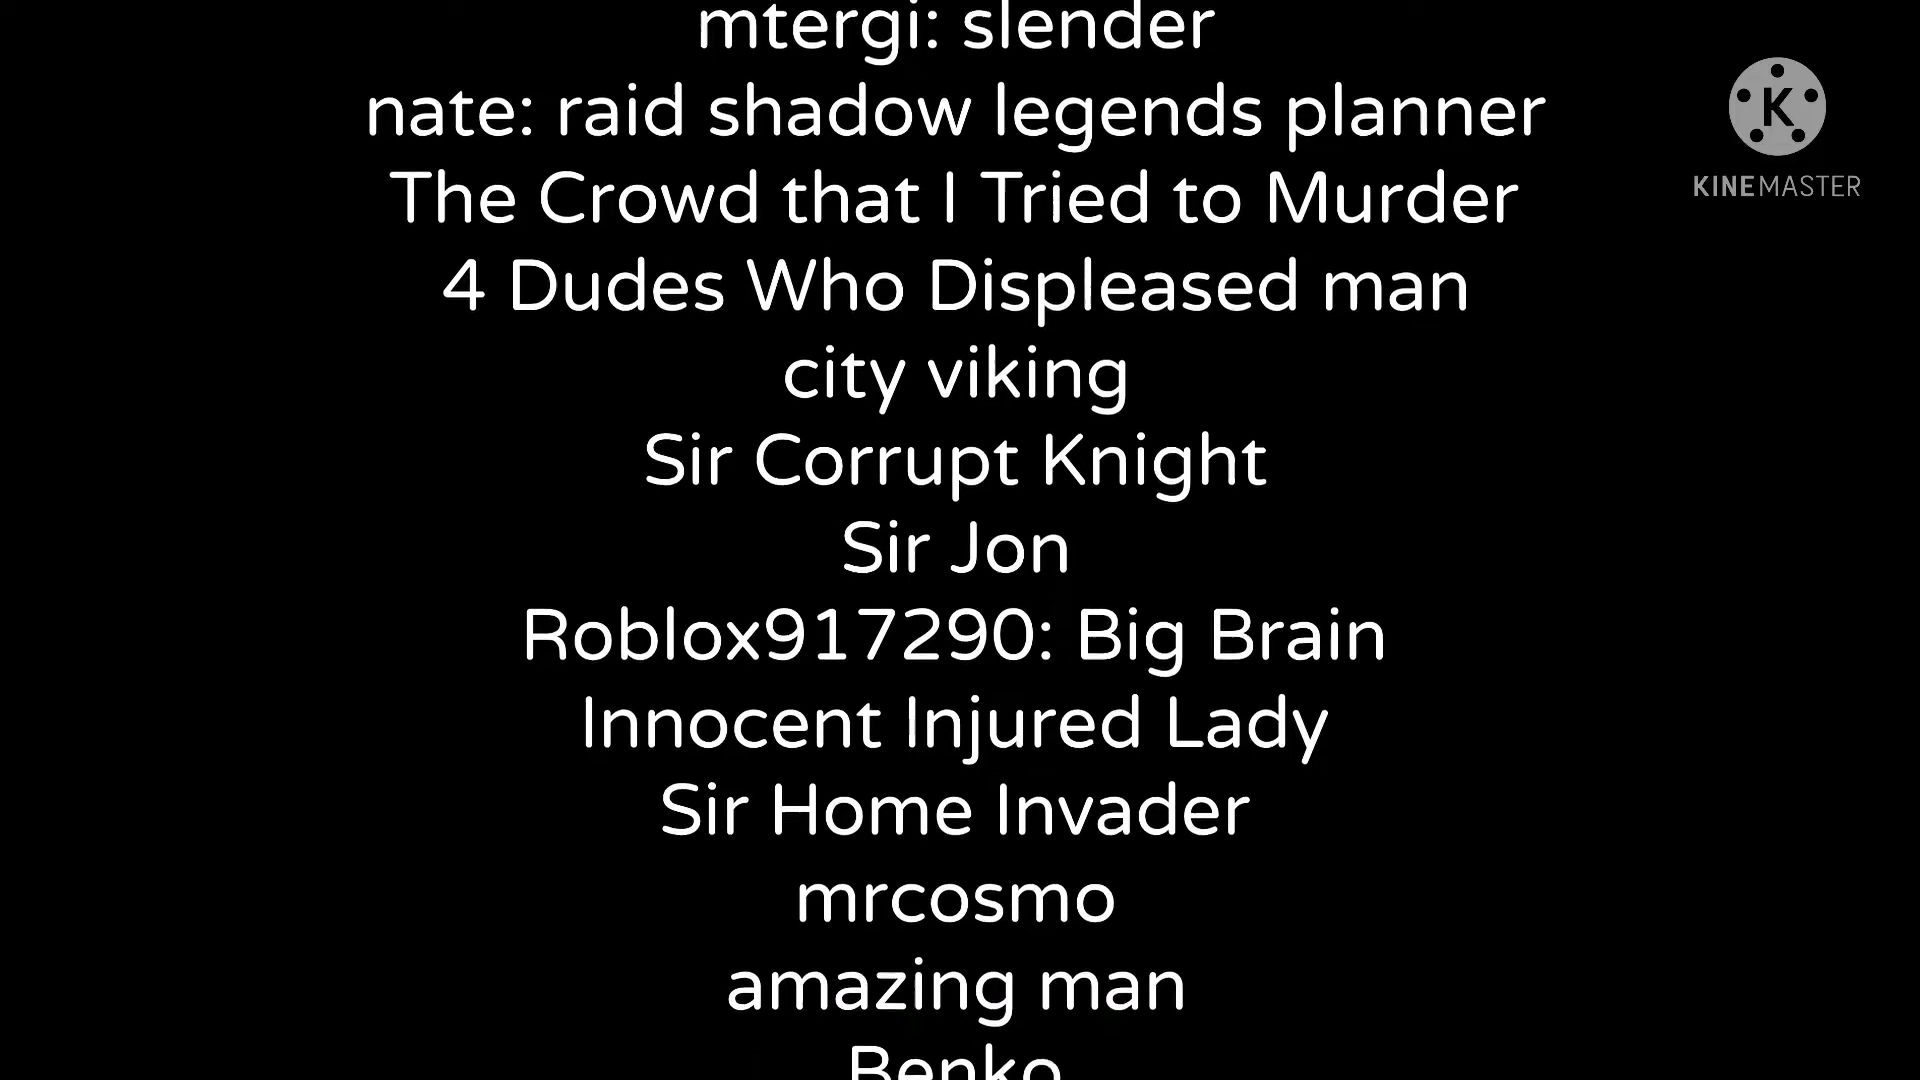 mtergi: slender
nate: raid shadow legends planner
The Crowd that I Tried to Murder
4 Dudes Who Displeased man
city viking
Sir Corrupt Knight
Sir Jon
Roblox917290: Big Brain
Innocent Injured Lady
Sir Home Invader
mrcosmo
amazing man
Benko
K
KINEMASTER